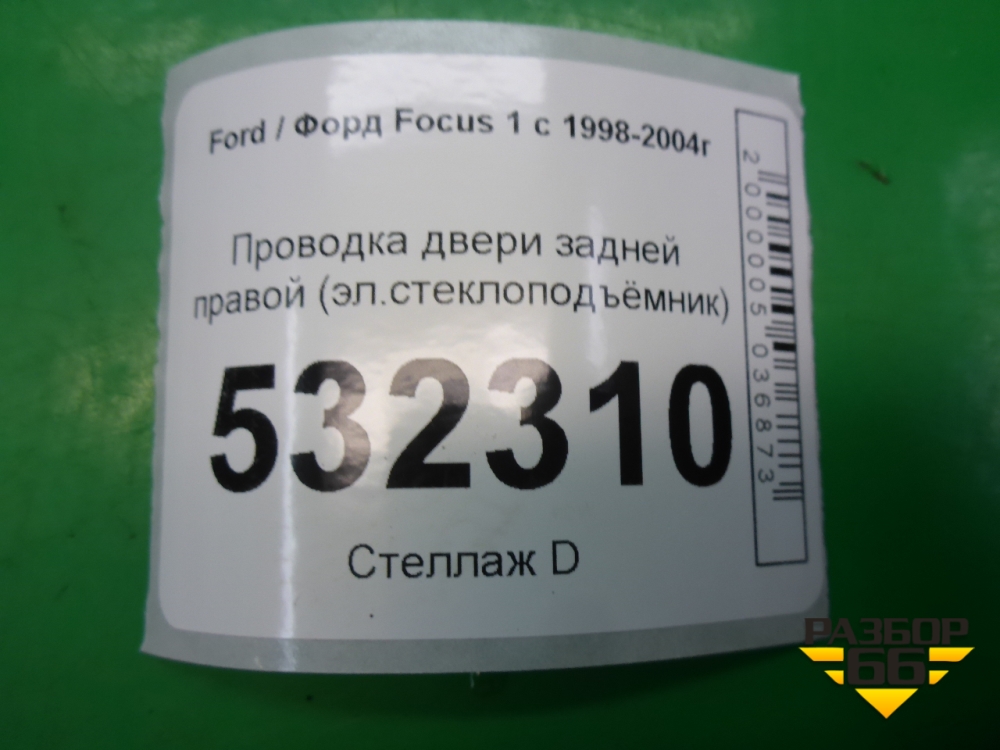 Ford / Форд Focus 1 с 1998-2004г
Проводка двери задней
правой (эл.стеклоподъёмник)
532310
Стеллаж D
2000005036873
РАЗБОР
66